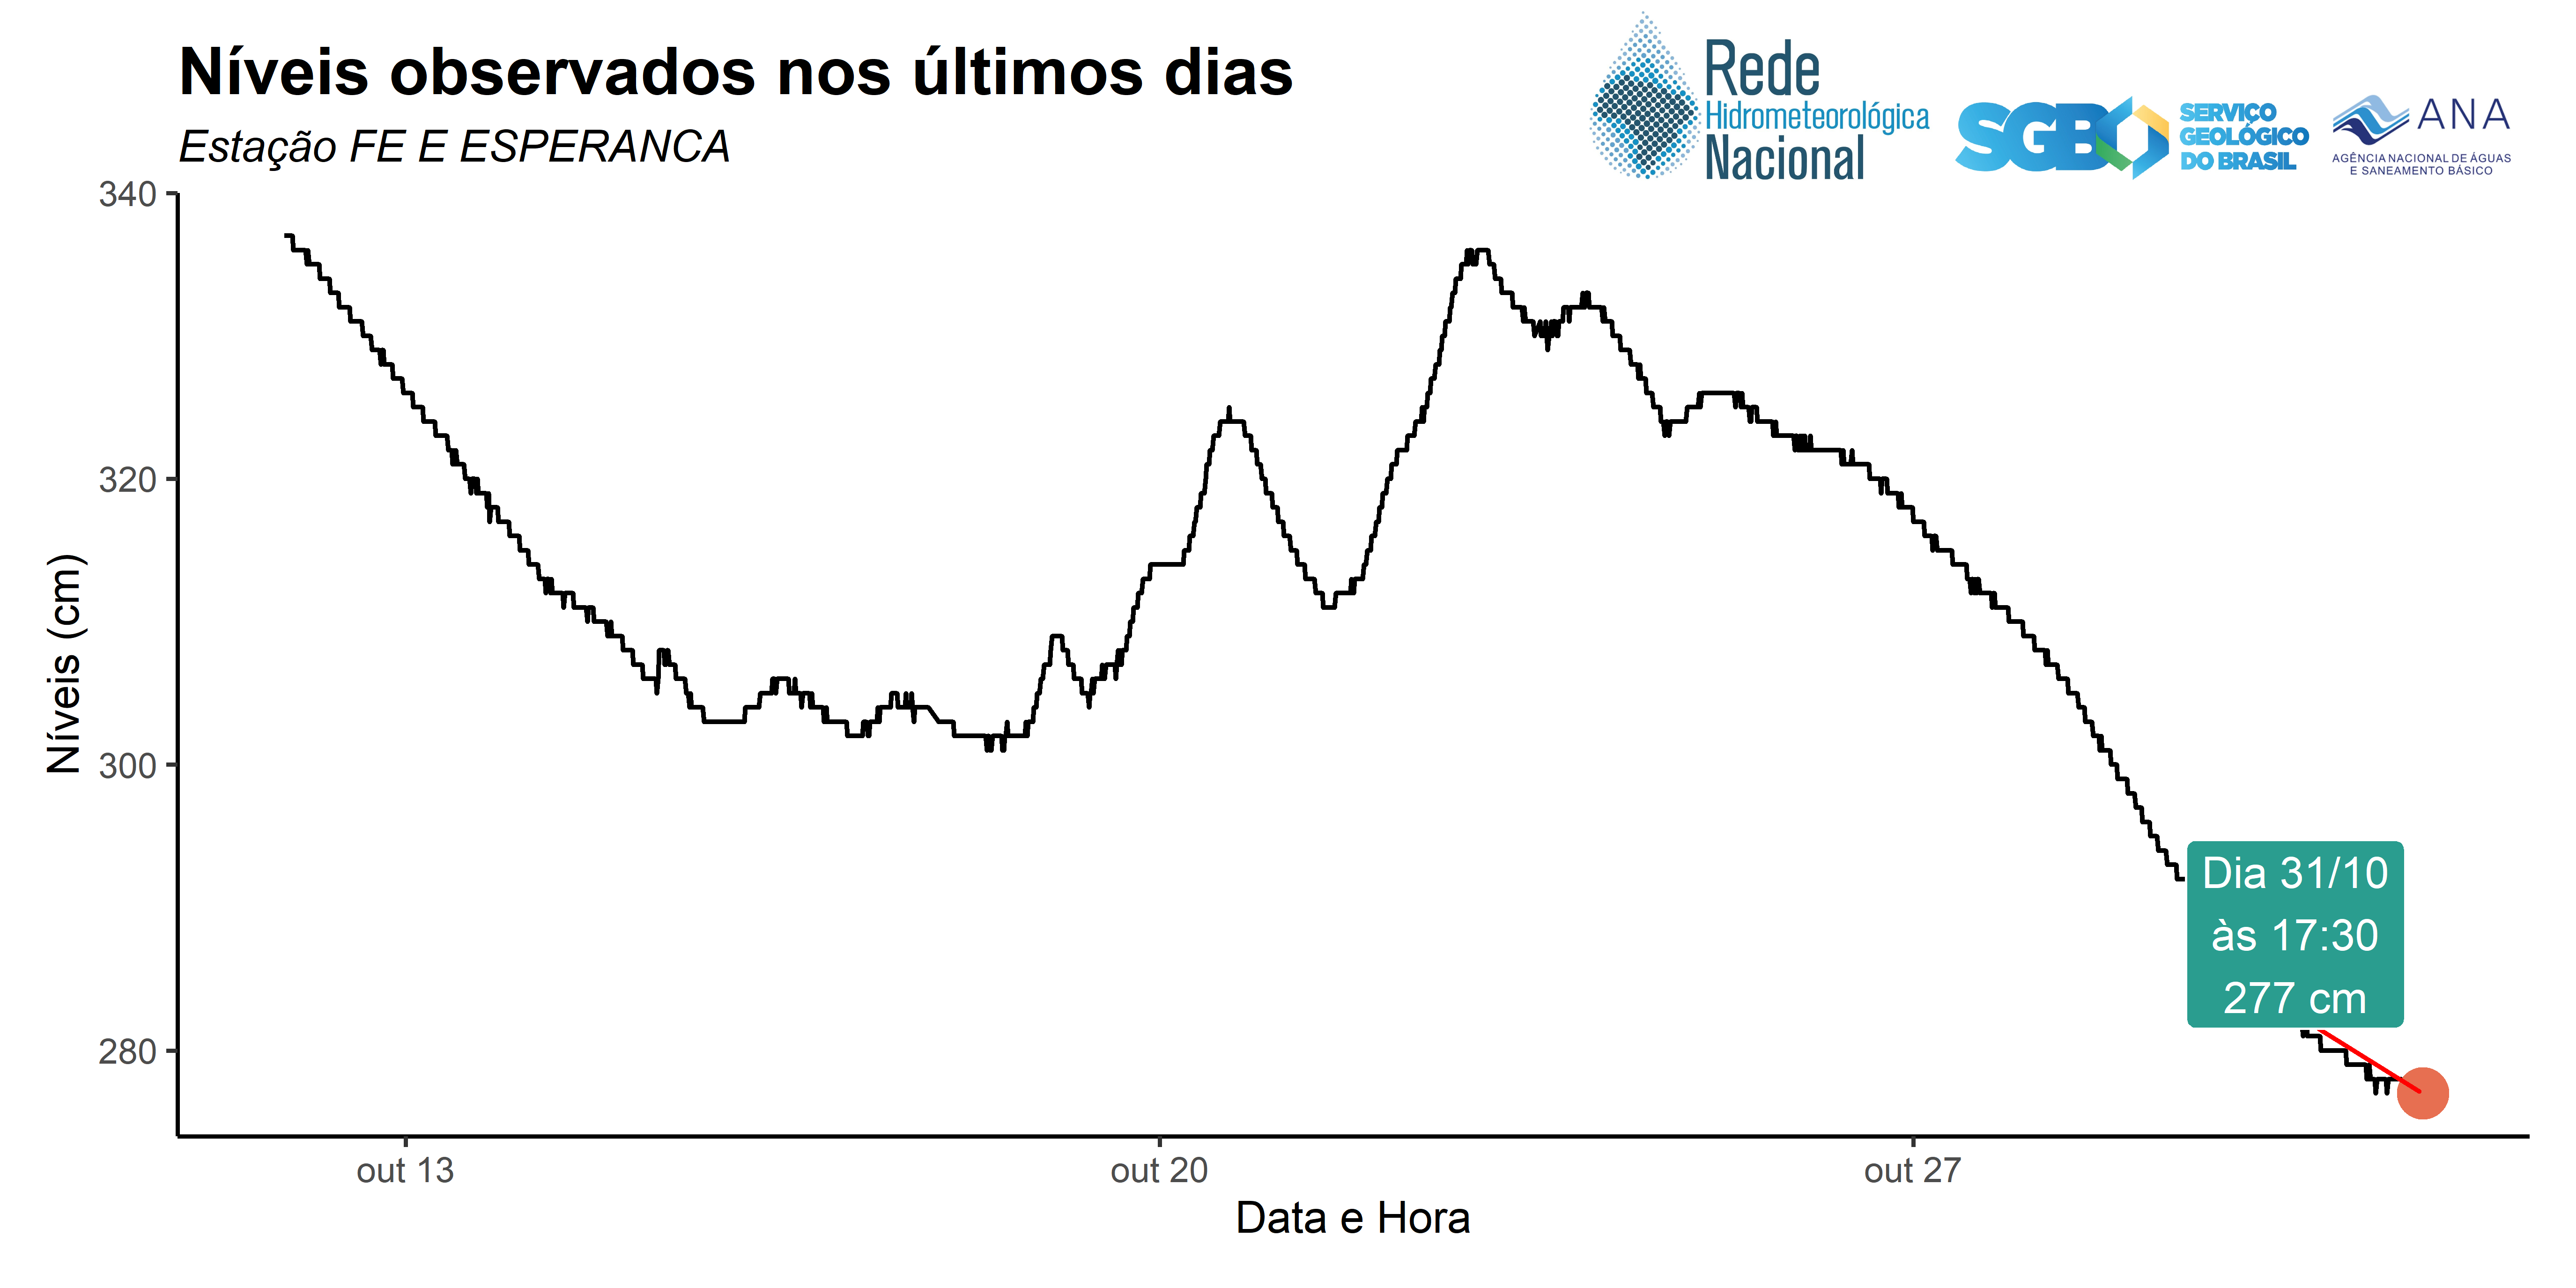 Níveis observados nos últimos dias
Estação FE E ESPERANCA
Rede
Hidrometeorológica
Nacional
SGB
SERVIÇO
GEOLÓGICO
DO BRASIL
ANA
AGÊNCIA NACIONAL DE ÁGUAS
E SANEAMENTO BÁSICO
Níveis (cm)
340
320
300
280
Dia 31/10
às 17:30
277 cm
out 13
out 20
out 27
Data e Hora